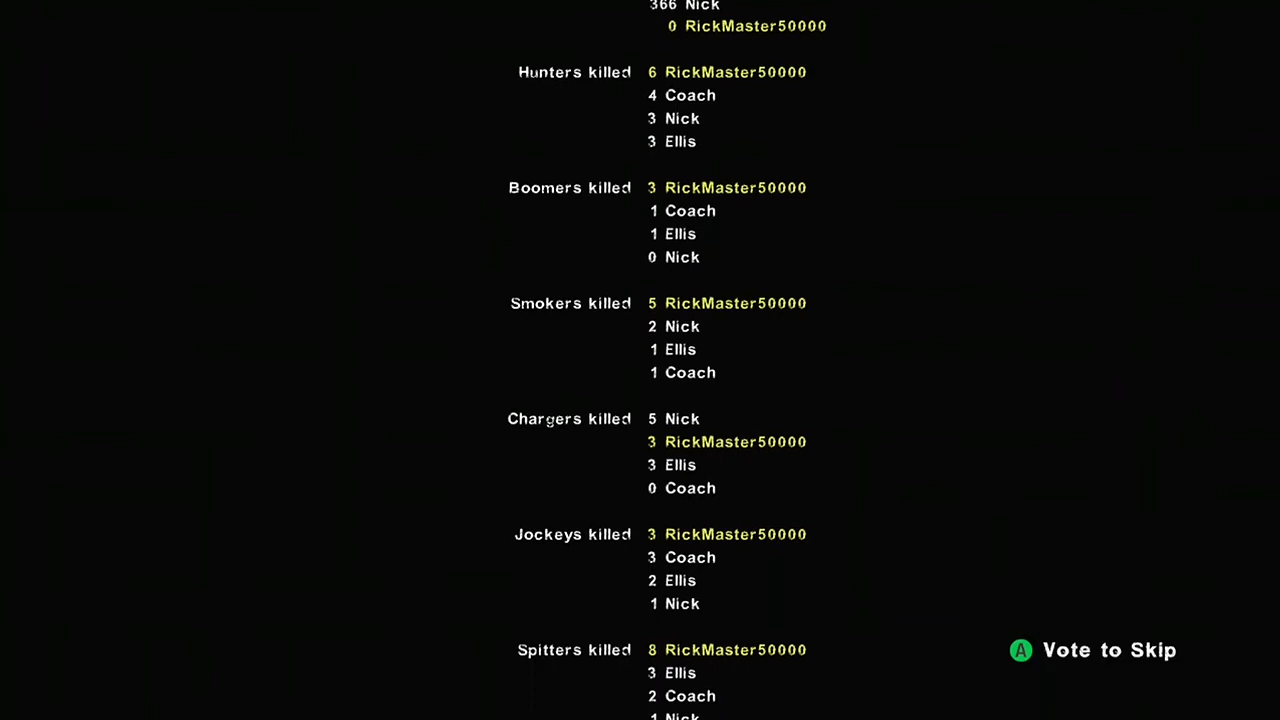 366 Nick
0 RickMaster50000
Hunters killed 6 RickMaster50000
4 Coach
3 Nick
3 Ellis
Boomers killed 3 RickMaster50000
1 Coach
1 Ellis
0 Nick
Smokers killed 5 RickMaster50000
2 Nick
1 Ellis
1 Coach
Chargers killed 5 Nick
3 RickMaster50000
3 Ellis
0 Coach
Jockeys killed 3 RickMaster50000
3 Coach
2 Ellis
1 Nick
Spitters killed 8 RickMaster50000
3 Ellis
2 Coach
1 Nick
A Vote to Skip